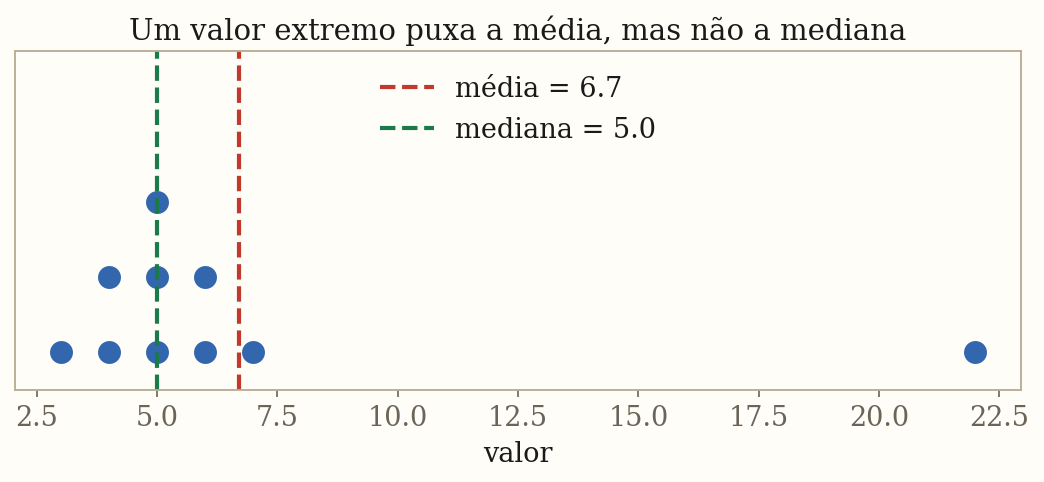 Um valor extremo puxa a média, mas não a mediana
média = 6.7
mediana = 5.0
2.5 5.0 7.5 10.0 12.5 15.0 17.5 20.0 22.5
valor